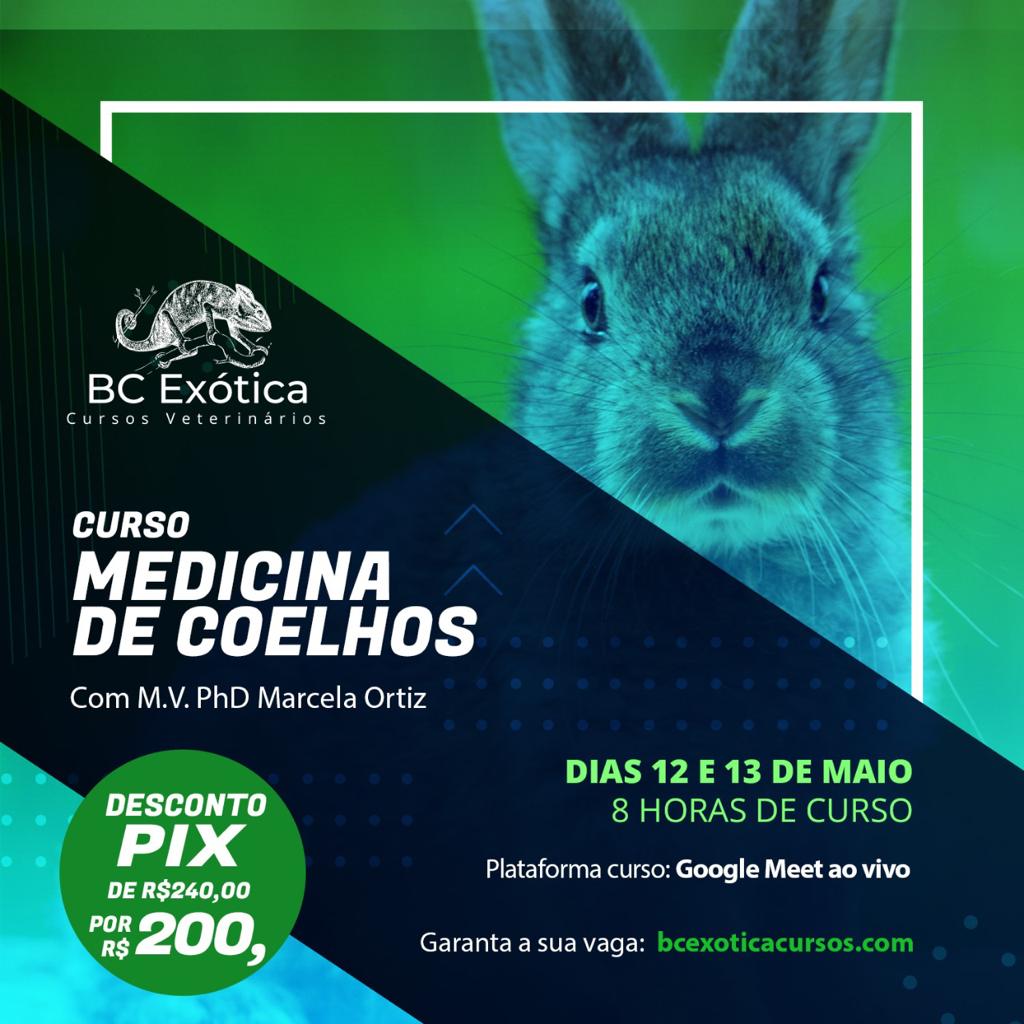 BC Exótica
Cursos Veterinários
CURSO
MEDICINA
DE COELHOS
Com M.V. PhD Marcela Ortiz
DESCONTO
PIX
DE R$240,00
POR R$ 200,
DIAS 12 E 13 DE MAIO
8 HORAS DE CURSO
Plataforma curso: Google Meet ao vivo
Garanta a sua vaga: bcexoticacursos.com